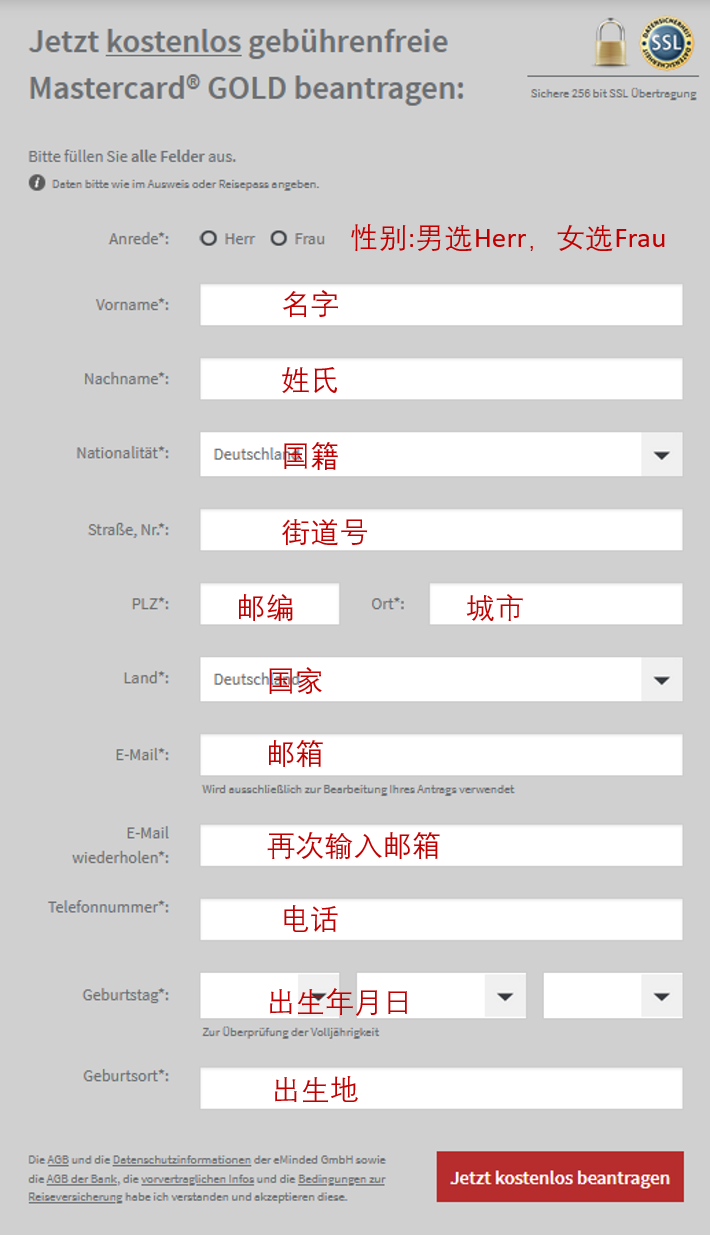 Jetzt kostenlos gebührenfreie
Mastercard® GOLD beantragen:
DATENSICHERHEIT
SSL
DATENSICHERHEIT
Sichere 256 bit SSL Übertragung
Bitte füllen Sie alle Felder aus.
i Daten bitte wie im Ausweis oder Reisepass angeben.
Anrede*: Herr Frau 性别:男选Herr， 女选Frau
Vorname*: 名字
Nachname*: 姓氏
Nationalität*: Deutschland 国籍
Straße, Nr.*: 街道号
PLZ*: 邮编 Ort*: 城市
Land*: Deutschland 国家
E-Mail*: 邮箱
Wird ausschließlich zur Bearbeitung Ihres Antrags verwendet
E-Mail
wiederholen*: 再次输入邮箱
Telefonnummer*: 电话
Geburtstag*: 出生年月日
Zur Überprüfung der Volljährigkeit
Geburtsort*: 出生地
Die AGB und die Datenschutzinformationen der eMinded GmbH sowie
die AGB der Bank, die vorvertraglichen Infos und die Bedingungen zur
Reiseversicherung habe ich verstanden und akzeptieren diese.
Jetzt kostenlos beantragen